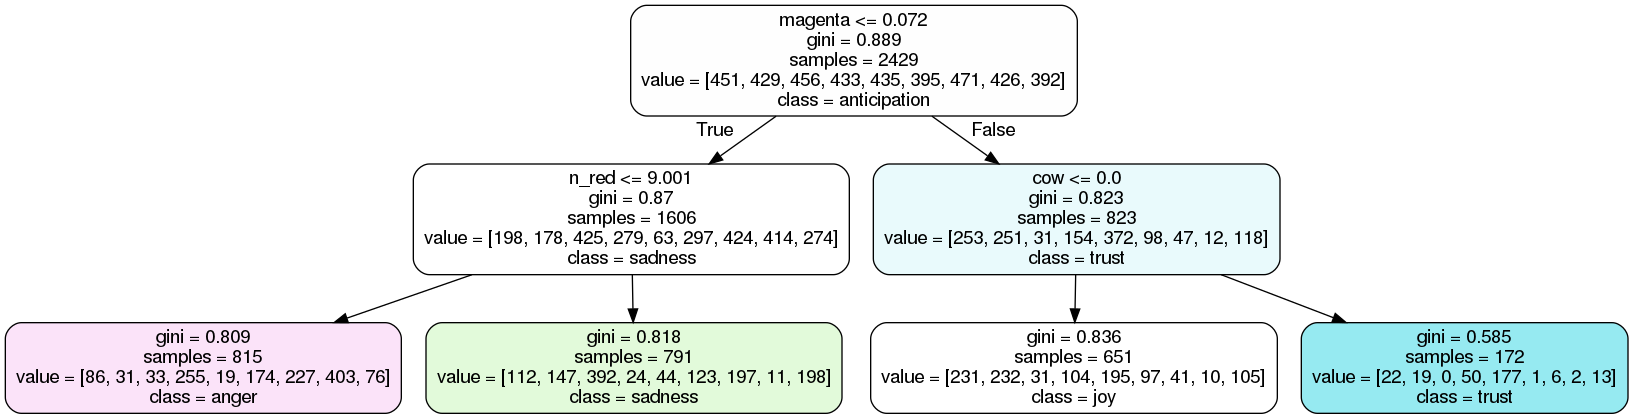 magenta <= 0.072
gini = 0.889
samples = 2429
value = [451, 429, 456, 433, 435, 395, 471, 426, 392]
class = anticipation
True
False
n_red <= 9.001
gini = 0.87
samples = 1606
value = [198, 178, 425, 279, 63, 297, 424, 414, 274]
class = sadness
cow <= 0.0
gini = 0.823
samples = 823
value = [253, 251, 31, 154, 372, 98, 47, 12, 118]
class = trust
gini = 0.809
samples = 815
value = [86, 31, 33, 255, 19, 174, 227, 403, 76]
class = anger
gini = 0.818
samples = 791
value = [112, 147, 392, 24, 44, 123, 197, 11, 198]
class = sadness
gini = 0.836
samples = 651
value = [231, 232, 31, 104, 195, 97, 41, 10, 105]
class = joy
gini = 0.585
samples = 172
value = [22, 19, 0, 50, 177, 1, 6, 2, 13]
class = trust